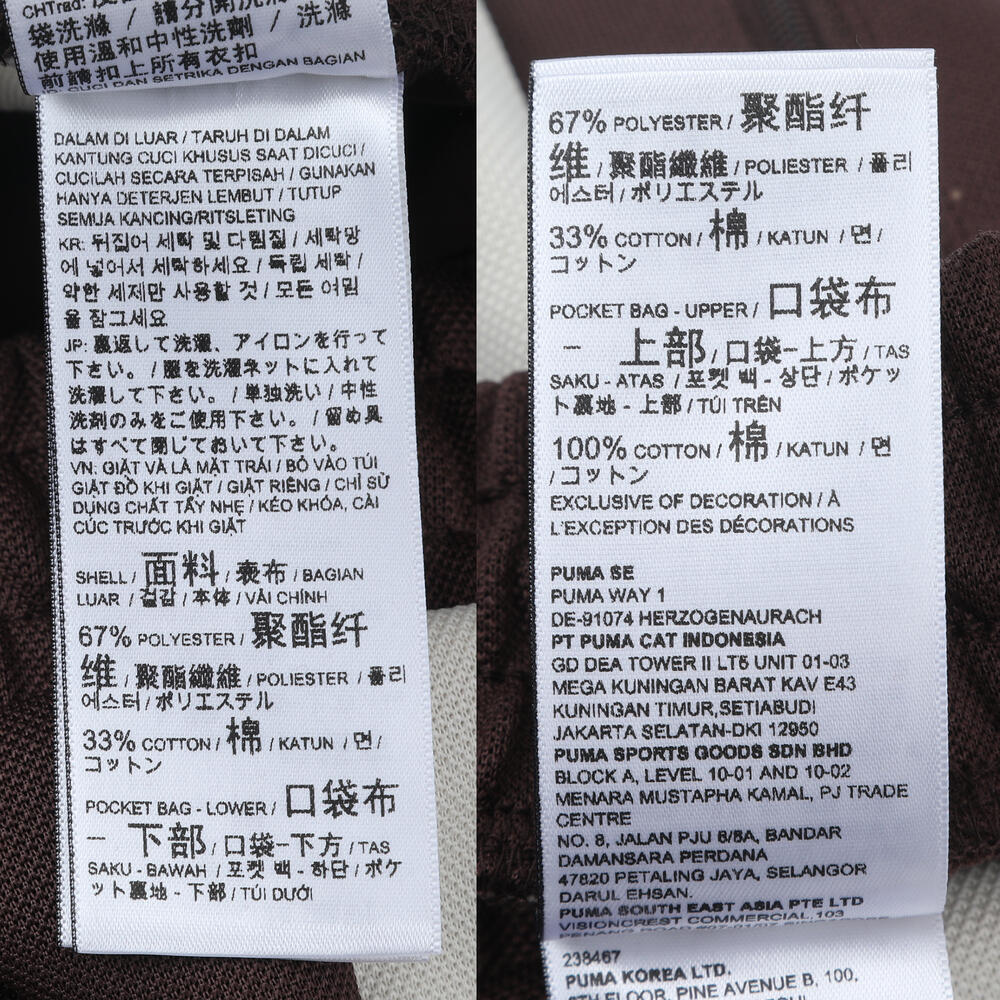 袋洗滌 / 請分開洗滌 / 洗滌
使用溫和中性洗劑 / 洗滌
前請扣上所有衣扣
CUCI DAN SETRIKA DENGAN BAGIAN
DALAM DI LUAR / TARUH DI DALAM
KANTUNG CUCI KHUSUS SAAT DICUCI /
CUCILAH SECARA TERPISAH / GUNAKAN
HANYA DETERJEN LEMBUT / TUTUP
SEMUA KANCING/RITSLETING
KR: 뒤집어 세탁 및 다림질 / 세탁망
에 넣어서 세탁하세요 / 독립 세탁 /
약한 세제만 사용할 것 / 모든 여밈
을 잠그세요
JP: 裏返して洗濯、アイロンを行って
下さい。 / 服を洗濯ネットに入れて
洗濯して下さい。 / 単独洗い / 中性
洗剤のみをご使用下さい。 / 留め具
はすべて閉じておいて下さい。
VN: GIẶT VÀ LÀ MẶT TRÁI / BỎ VÀO TÚI
GIẶT ĐỒ KHI GIẶT / GIẶT RIÊNG / CHỈ SỬ
DỤNG CHẤT TẨY NHẸ / KÉO KHÓA, CÀI
CÚC TRƯỚC KHI GIẶT
SHELL / 面料 / 表布 / BAGIAN
LUAR / 겉감 / 本体 / VẢI CHÍNH
67% POLYESTER / 聚酯纤
维 / 聚酯纖維 / POLIESTER / 폴리
에스터 / ポリエステル
33% COTTON / 棉 / KATUN / 면 /
コットン
POCKET BAG - LOWER / 口袋布
- 下部 / 口袋-下方 / TAS
SAKU - BAWAH / 포켓 백 - 하단 / ポケ
ット裏地 - 下部 / TÚI DƯỚI
67% POLYESTER / 聚酯纤
维 / 聚酯纖維 / POLIESTER / 폴리
에스터 / ポリエステル
33% COTTON / 棉 / KATUN / 면 /
コットン
POCKET BAG - UPPER / 口袋布
- 上部 / 口袋-上方 / TAS
SAKU - ATAS / 포켓 백 - 상단 / ポケッ
ト裏地 - 上部 / TÚI TRÊN
100% COTTON / 棉 / KATUN / 면
/ コットン
EXCLUSIVE OF DECORATION / À
L'EXCEPTION DES DÉCORATIONS
PUMA SE
PUMA WAY 1
DE-91074 HERZOGENAURACH
PT PUMA CAT INDONESIA
GD DEA TOWER II LT6 UNIT 01-03
MEGA KUNINGAN BARAT KAV E43
KUNINGAN TIMUR,SETIABUDI
JAKARTA SELATAN-DKI 12950
PUMA SPORTS GOODS SDN BHD
BLOCK A, LEVEL 10-01 AND 10-02
MENARA MUSTAPHA KAMAL, PJ TRADE
CENTRE
NO. 8, JALAN PJU 8/8A, BANDAR
DAMANSARA PERDANA
47820 PETALING JAYA, SELANGOR
DARUL EHSAN.
PUMA SOUTH EAST ASIA PTE LTD
VISIONCREST COMMERCIAL,103
238467
PUMA KOREA LTD.
FLOOR, PINE AVENUE B, 100,